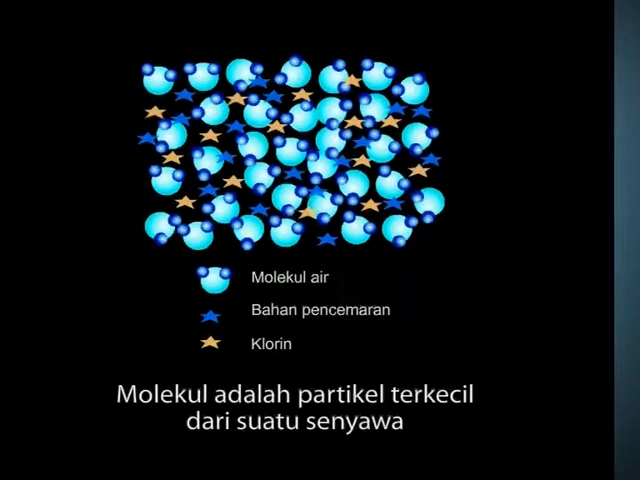 Molekul air
Bahan pencemaran
Klorin
Molekul adalah partikel terkecil
dari suatu senyawa